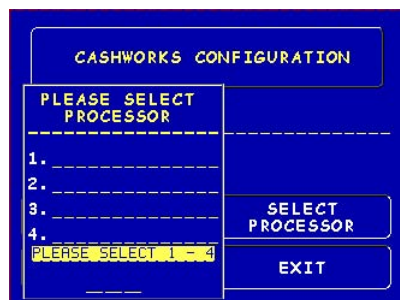 CASHWORKS CONFIGURATION
PLEASE SELECT
PROCESSOR
1.
2.
3.
4.
PLEASE SELECT 1 - 4
SELECT
PROCESSOR
EXIT